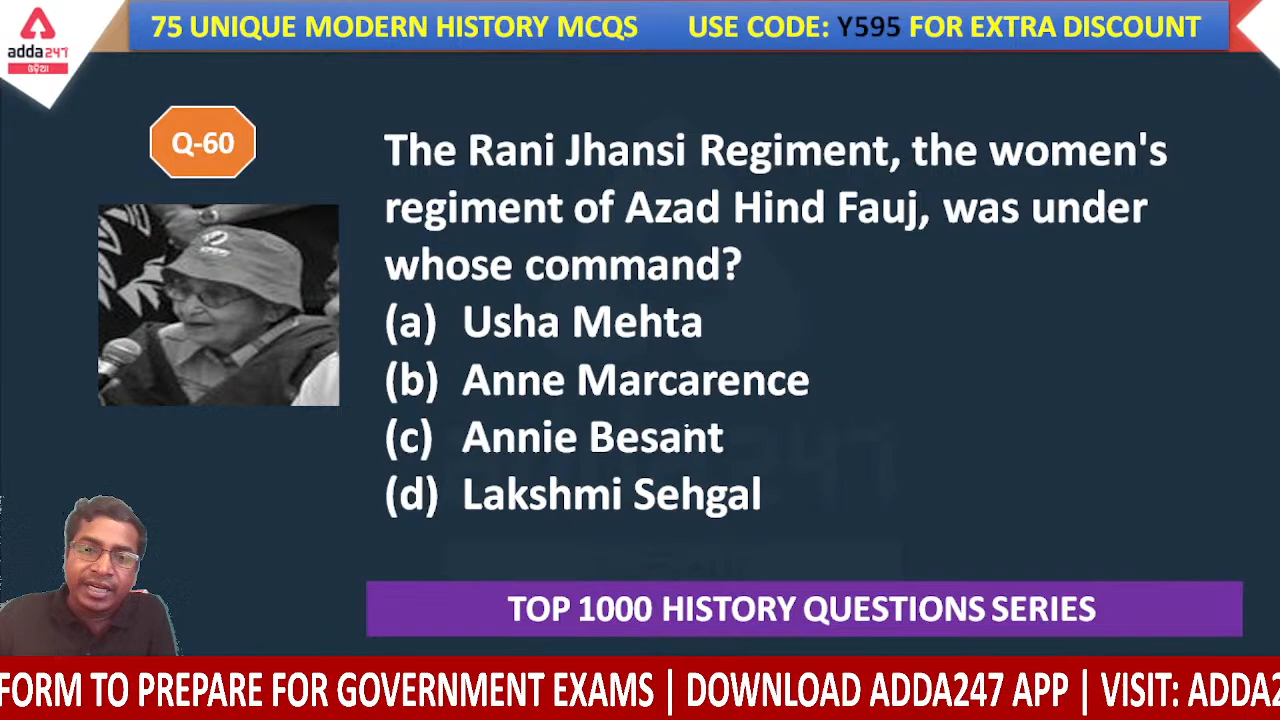 75 UNIQUE MODERN HISTORY MCQS USE CODE: Y595 FOR EXTRA DISCOUNT
adda247
ଓଡ଼ିଆ
Q-60
The Rani Jhansi Regiment, the women's
regiment of Azad Hind Fauj, was under
whose command?
(a) Usha Mehta
(b) Anne Marcarence
(c) Annie Besant
(d) Lakshmi Sehgal
TOP 1000 HISTORY QUESTIONS SERIES
FORM TO PREPARE FOR GOVERNMENT EXAMS | DOWNLOAD ADDA247 APP | VISIT: ADDA2